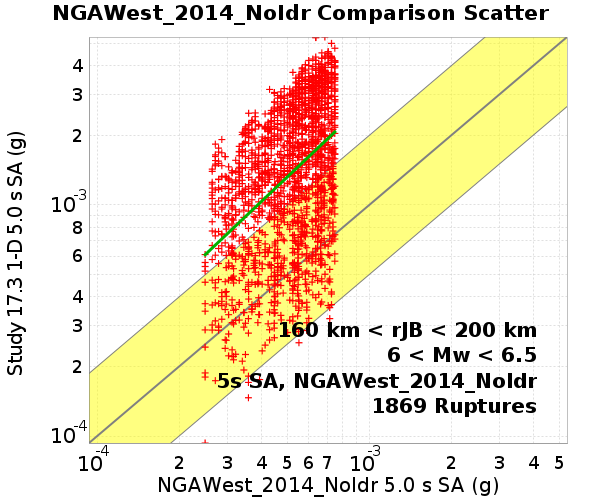 NGAWest_2014_NoIdr Comparison Scatter
Study 17.3 1-D 5.0 s SA (g)
4
3
2
10-3
8
6
4
3
2
10-4
160 km < rJB < 200 km
6 < Mw < 6.5
5s SA, NGAWest_2014_NoIdr
1869 Ruptures
10-4 2 3 4 5 6 7 10-3 2 3 4 5
NGAWest_2014_NoIdr 5.0 s SA (g)